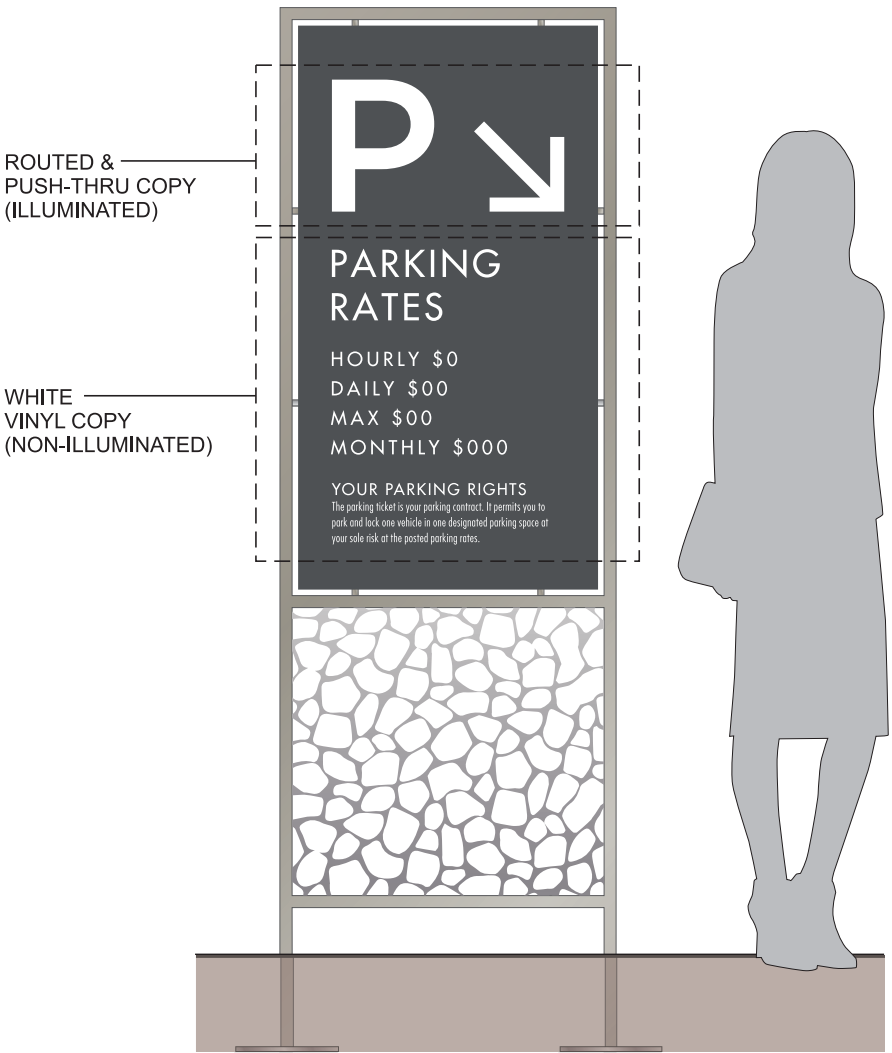 ROUTED &
PUSH-THRU COPY
(ILLUMINATED)
P
PARKING
RATES
HOURLY $0
DAILY $00
MAX $00
MONTHLY $000
YOUR PARKING RIGHTS
The parking ticket is your parking contract. It permits you to
park and lock one vehicle in one designated parking space at
your sole risk at the posted parking rates.
WHITE
VINYL COPY
(NON-ILLUMINATED)